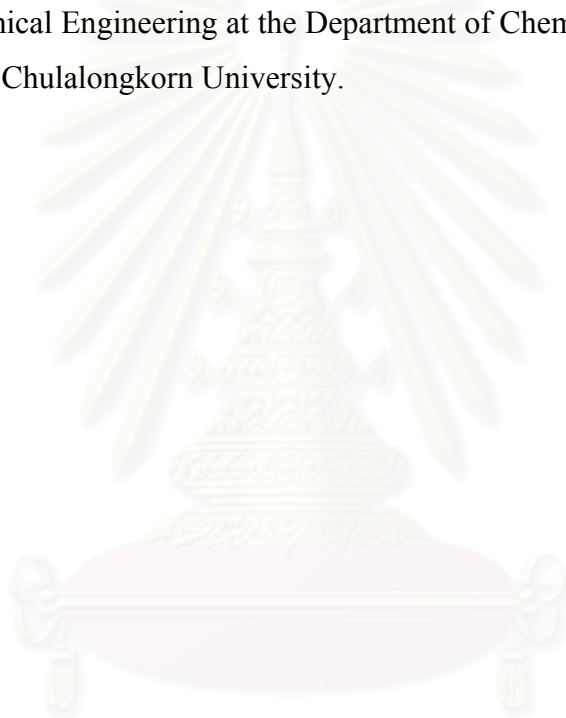 nical Engineering at the Department of Chem
Chulalongkorn University.